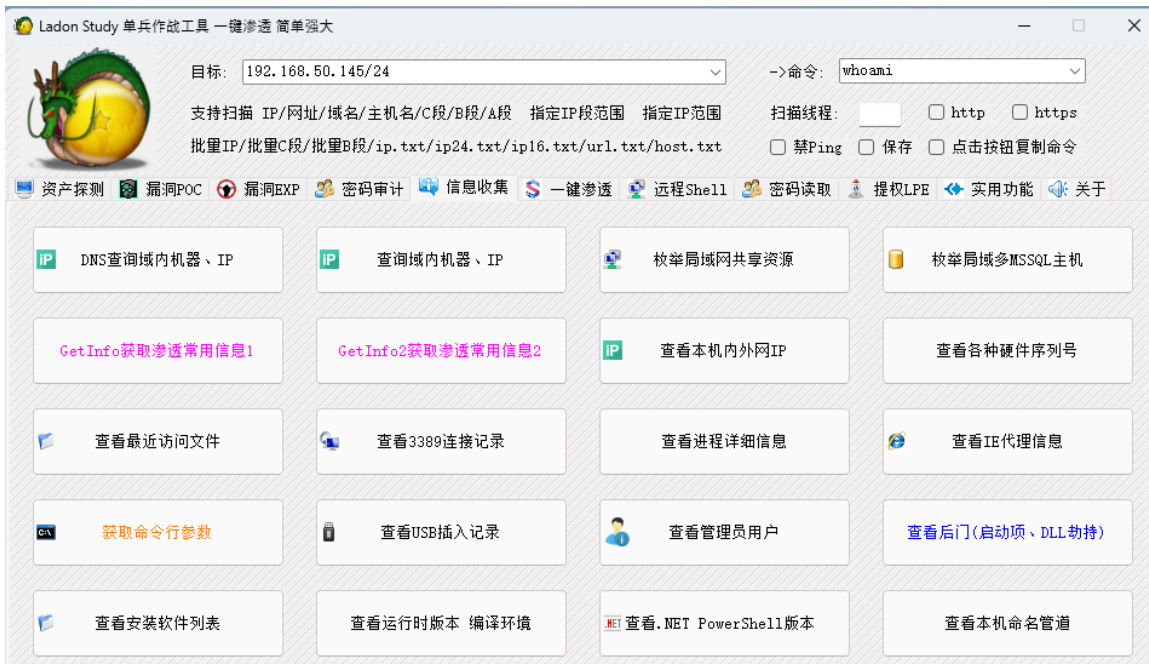 Ladon Study 单兵作战工具 一键渗透 简单强大
目标: 192.168.50.145/24 ->命令: whoami
支持扫描 IP/网址/域名/主机名/C段/B段/A段 指定IP段范围 指定IP范围 扫描线程: http https
批量IP/批量C段/批量B段/ip.txt/ip24.txt/ip16.txt/url.txt/host.txt 禁Ping 保存 点击按钮复制命令
资产探测 漏洞POC 漏洞EXP 密码审计 信息收集 一键渗透 远程Shell 密码读取 提权LPE 实用功能 关于
iP DNS查询域内机器、IP iP 查询域内机器、IP 枚举局域网共享资源 枚举局域多MSSQL主机
GetInfo获取渗透常用信息1 GetInfo2获取渗透常用信息2 iP 查看本机内外网IP 查看各种硬件序列号
查看最近访问文件 查看3389连接记录 查看进程详细信息 查看IE代理信息
C:\ 获取命令行参数 查看USB插入记录 查看管理员用户 查看后门(启动项、DLL劫持)
查看安装软件列表 查看运行时版本 编译环境 .NET 查看.NET PowerShell版本 查看本机命名管道